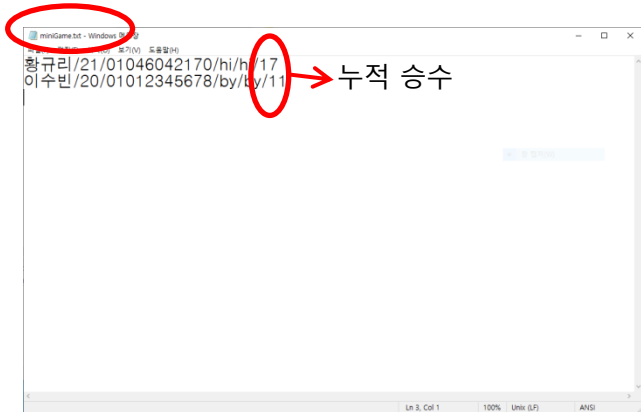 miniGame.txt - Windows 메모장
보기(V) 도움말(H)
황규리/21/01046042170/hi/hi/17
이수빈/20/01012345678/by/by/11
누적 승수
Ln 3, Col 1 100% Unix (LF) ANSI